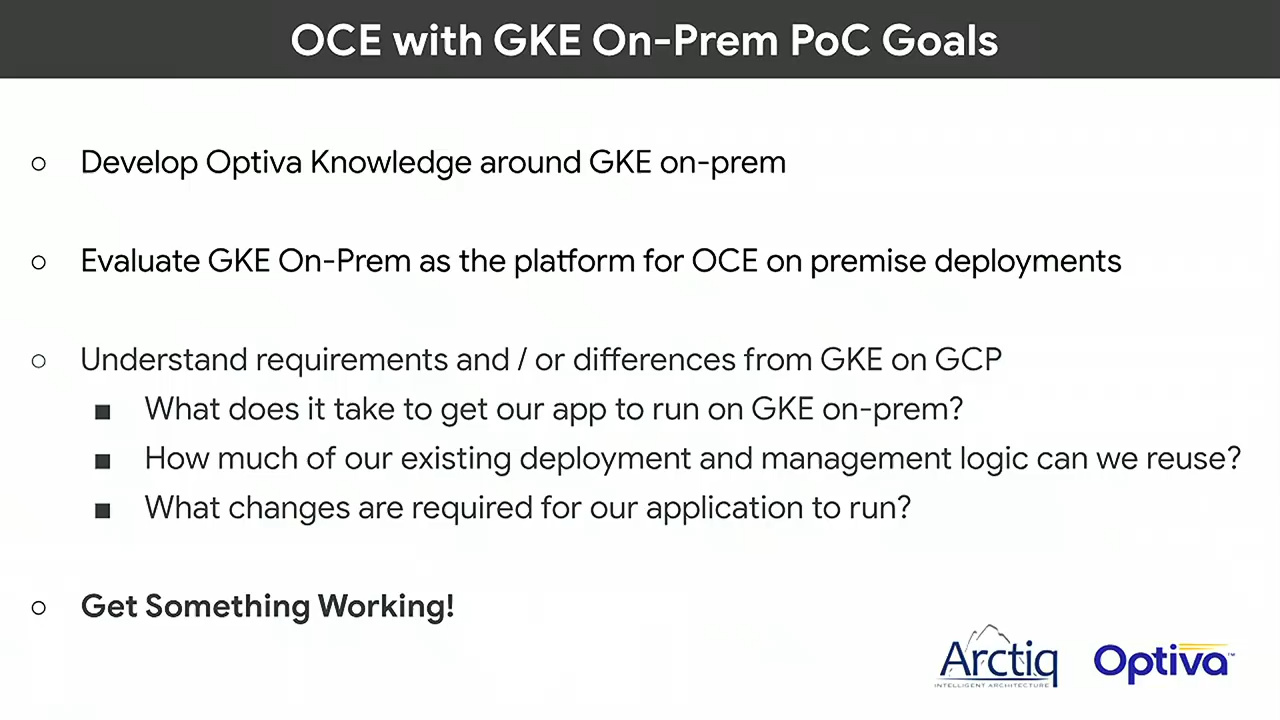 OCE with GKE On-Prem PoC Goals
Develop Optiva Knowledge around GKE on-prem
Evaluate GKE On-Prem as the platform for OCE on premise deployments
Understand requirements and / or differences from GKE on GCP
What does it take to get our app to run on GKE on-prem?
How much of our existing deployment and management logic can we reuse?
What changes are required for our application to run?
Get Something Working!
Arctiq
INTELLIGENT ARCHITECTURE
Optiva™